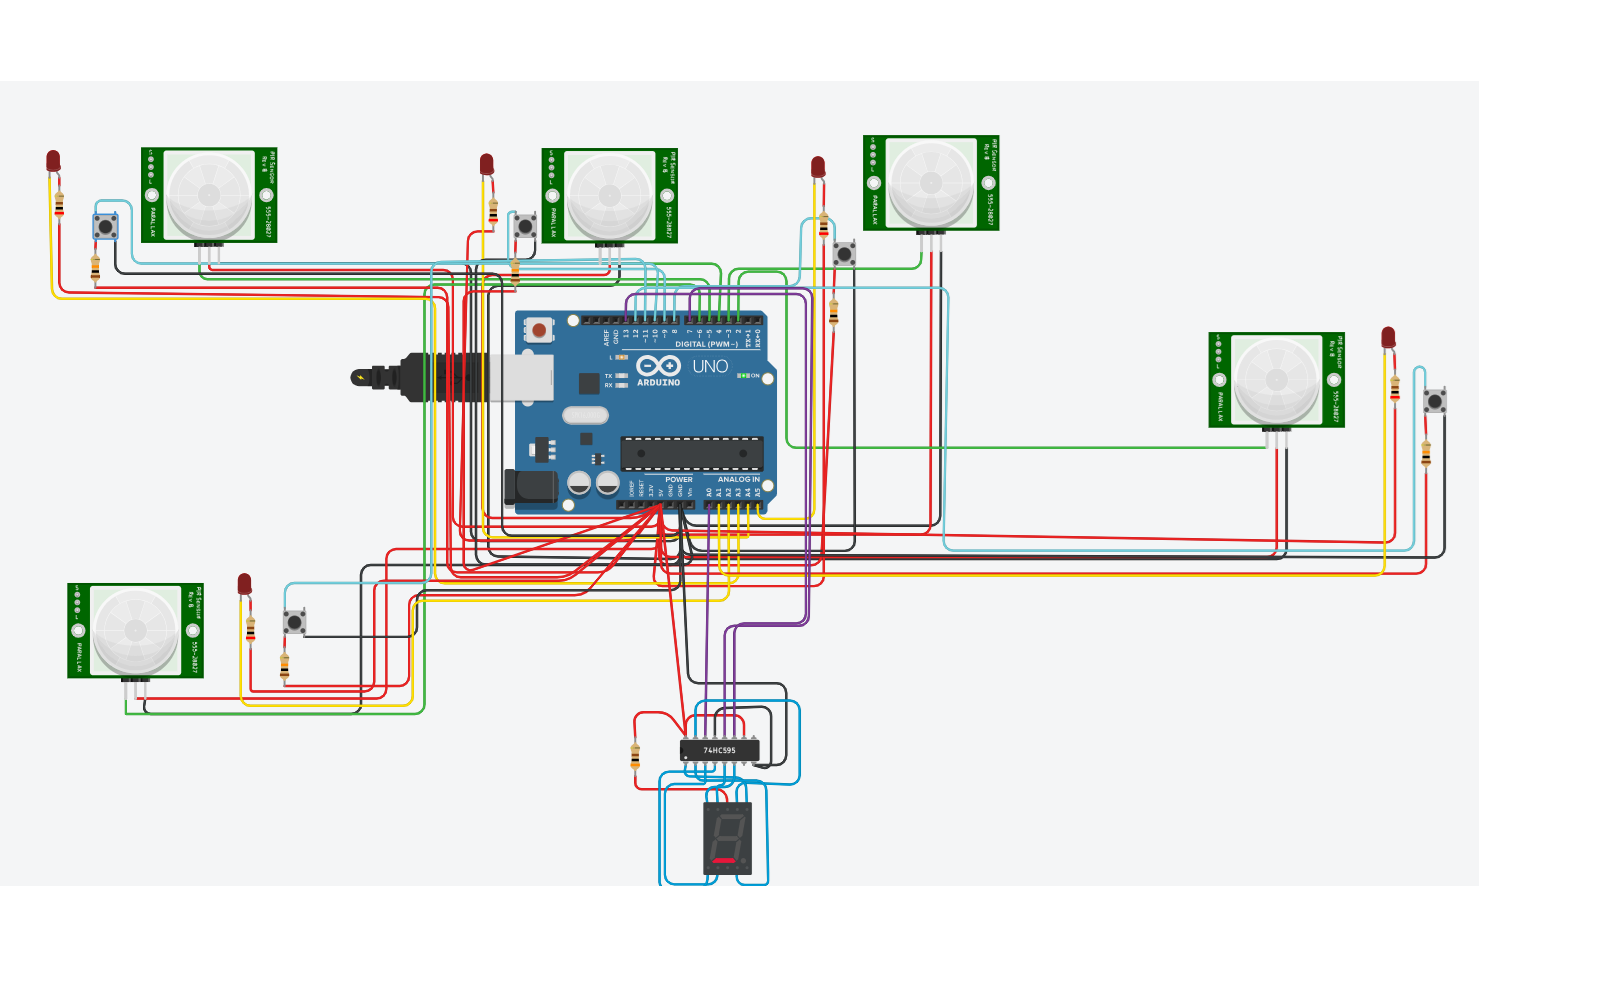 PIR Sensor
Rev B
PARALLAX
555-28027
PIR Sensor
Rev B
PARALLAX
555-28027
PIR Sensor
Rev B
PARALLAX
555-28027
AREF
GND
13
12
~11
~10
~9
8
7
~6
~5
4
~3
2
TX→1
RX←0
DIGITAL (PWM~)
L
TX
RX
ARDUINO
UNO
ON
PIR Sensor
Rev B
PARALLAX
555-28027
POWER
ANALOG IN
IOREF
RESET
3.3V
5V
GND
GND
Vin
A0
A1
A2
A3
A4
A5
PIR Sensor
Rev B
PARALLAX
555-28027
74HC595